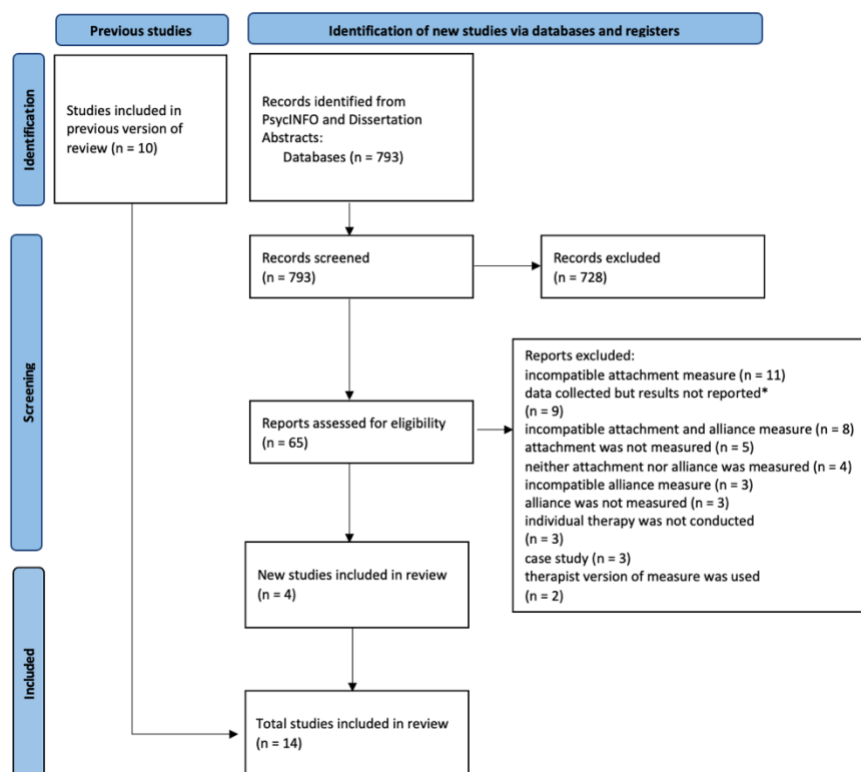 Previous studies
Identification of new studies via databases and registers
Identification
Studies included in
previous version of
review (n = 10)
Records identified from
PsycINFO and Dissertation
Abstracts:
Databases (n = 793)
Screening
Records screened
(n = 793)
Records excluded
(n = 728)
Reports assessed for eligibility
(n = 65)
Reports excluded:
incompatible attachment measure (n = 11)
data collected but results not reported*
(n = 9)
incompatible attachment and alliance measure (n = 8)
attachment was not measured (n = 5)
neither attachment nor alliance was measured (n = 4)
incompatible alliance measure (n = 3)
alliance was not measured (n = 3)
individual therapy was not conducted
(n = 3)
case study (n = 3)
therapist version of measure was used
(n = 2)
Included
New studies included in review
(n = 4)
Total studies included in review
(n = 14)